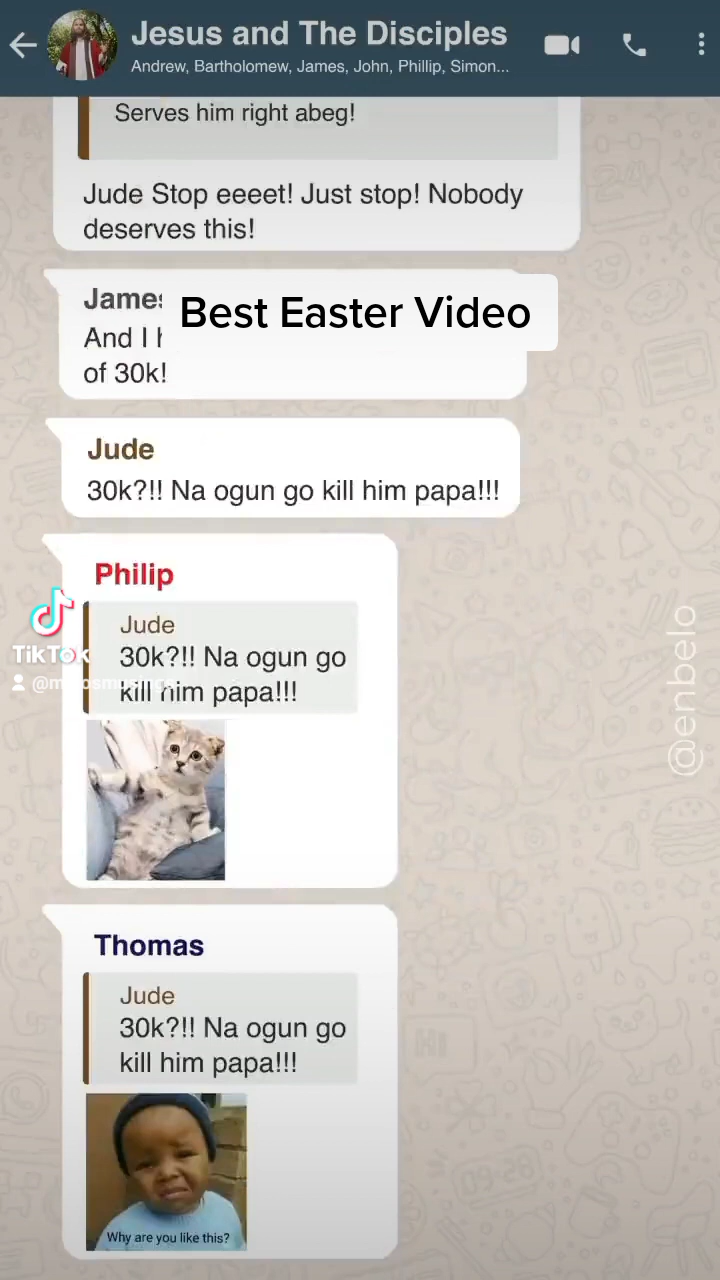 Jesus and The Disciples
Andrew, Bartholomew, James, John, Phillip, Simon...
Serves him right abeg!
Jude Stop eeeet! Just stop! Nobody
deserves this!
Best Easter Video
And I
of 30k!
Jude
30k?!! Na ogun go kill him papa!!!
Philip
Jude
30k?!! Na ogun go
kill him papa!!!
TikTok
@enbelo
Thomas
Jude
30k?!! Na ogun go
kill him papa!!!
Why are you like this?